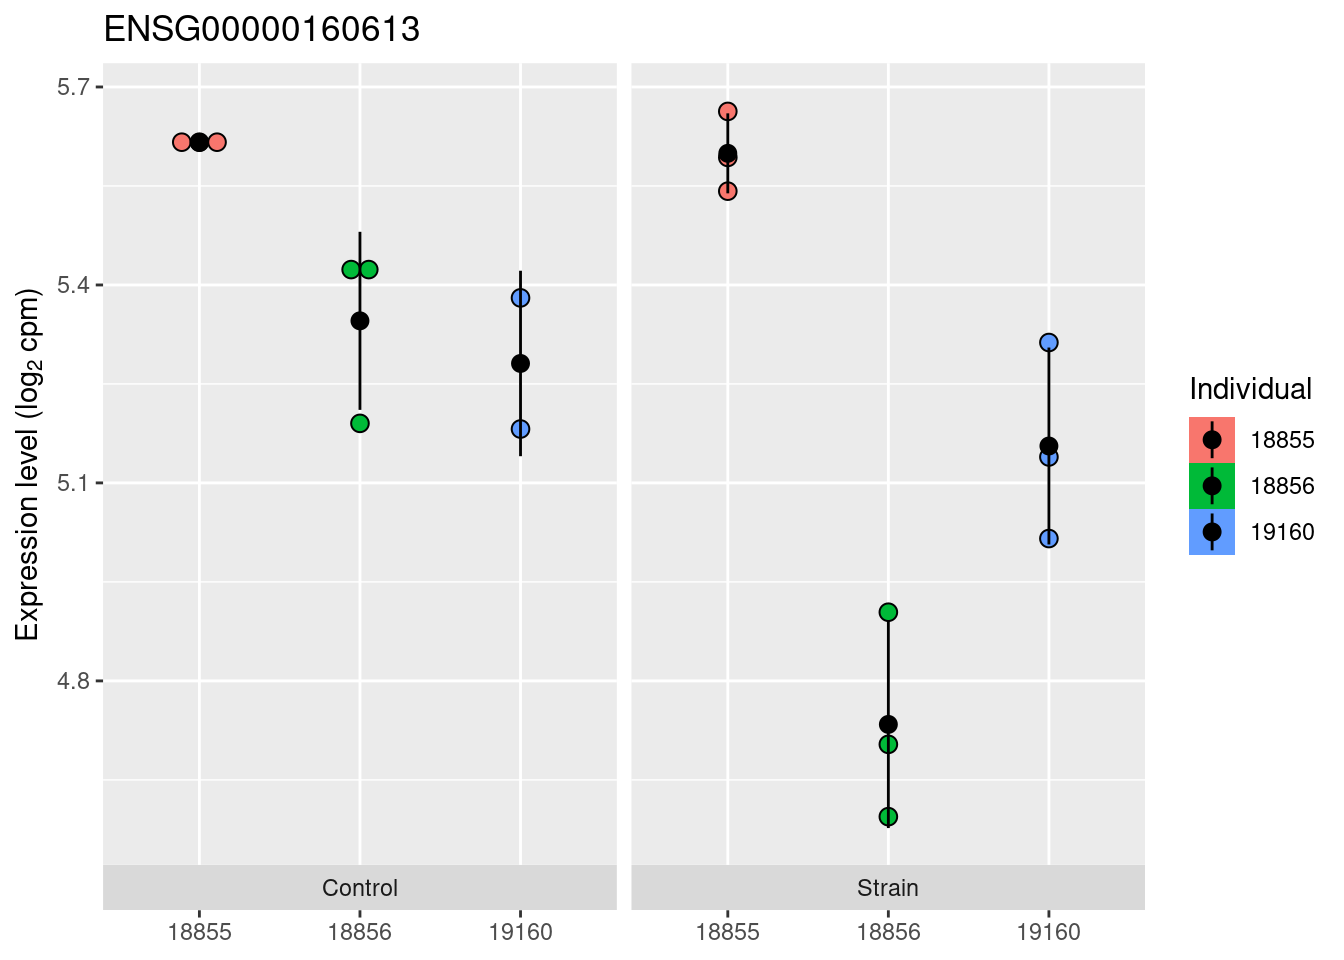 ENSG00000160613
Expression level (log₂ cpm)
5.7
5.4
5.1
4.8
Control
Strain
18855
18856
19160
18855
18856
19160
Individual
18855
18856
19160